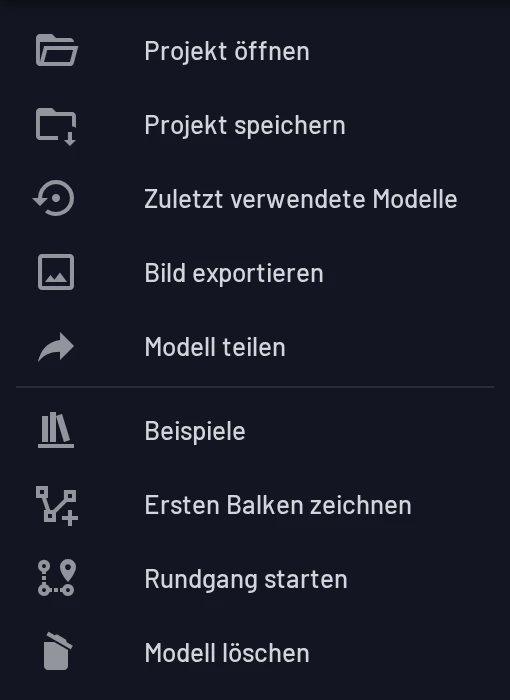 Projekt öffnen
Projekt speichern
Zuletzt verwendete Modelle
Bild exportieren
Modell teilen
Beispiele
Ersten Balken zeichnen
Rundgang starten
Modell löschen